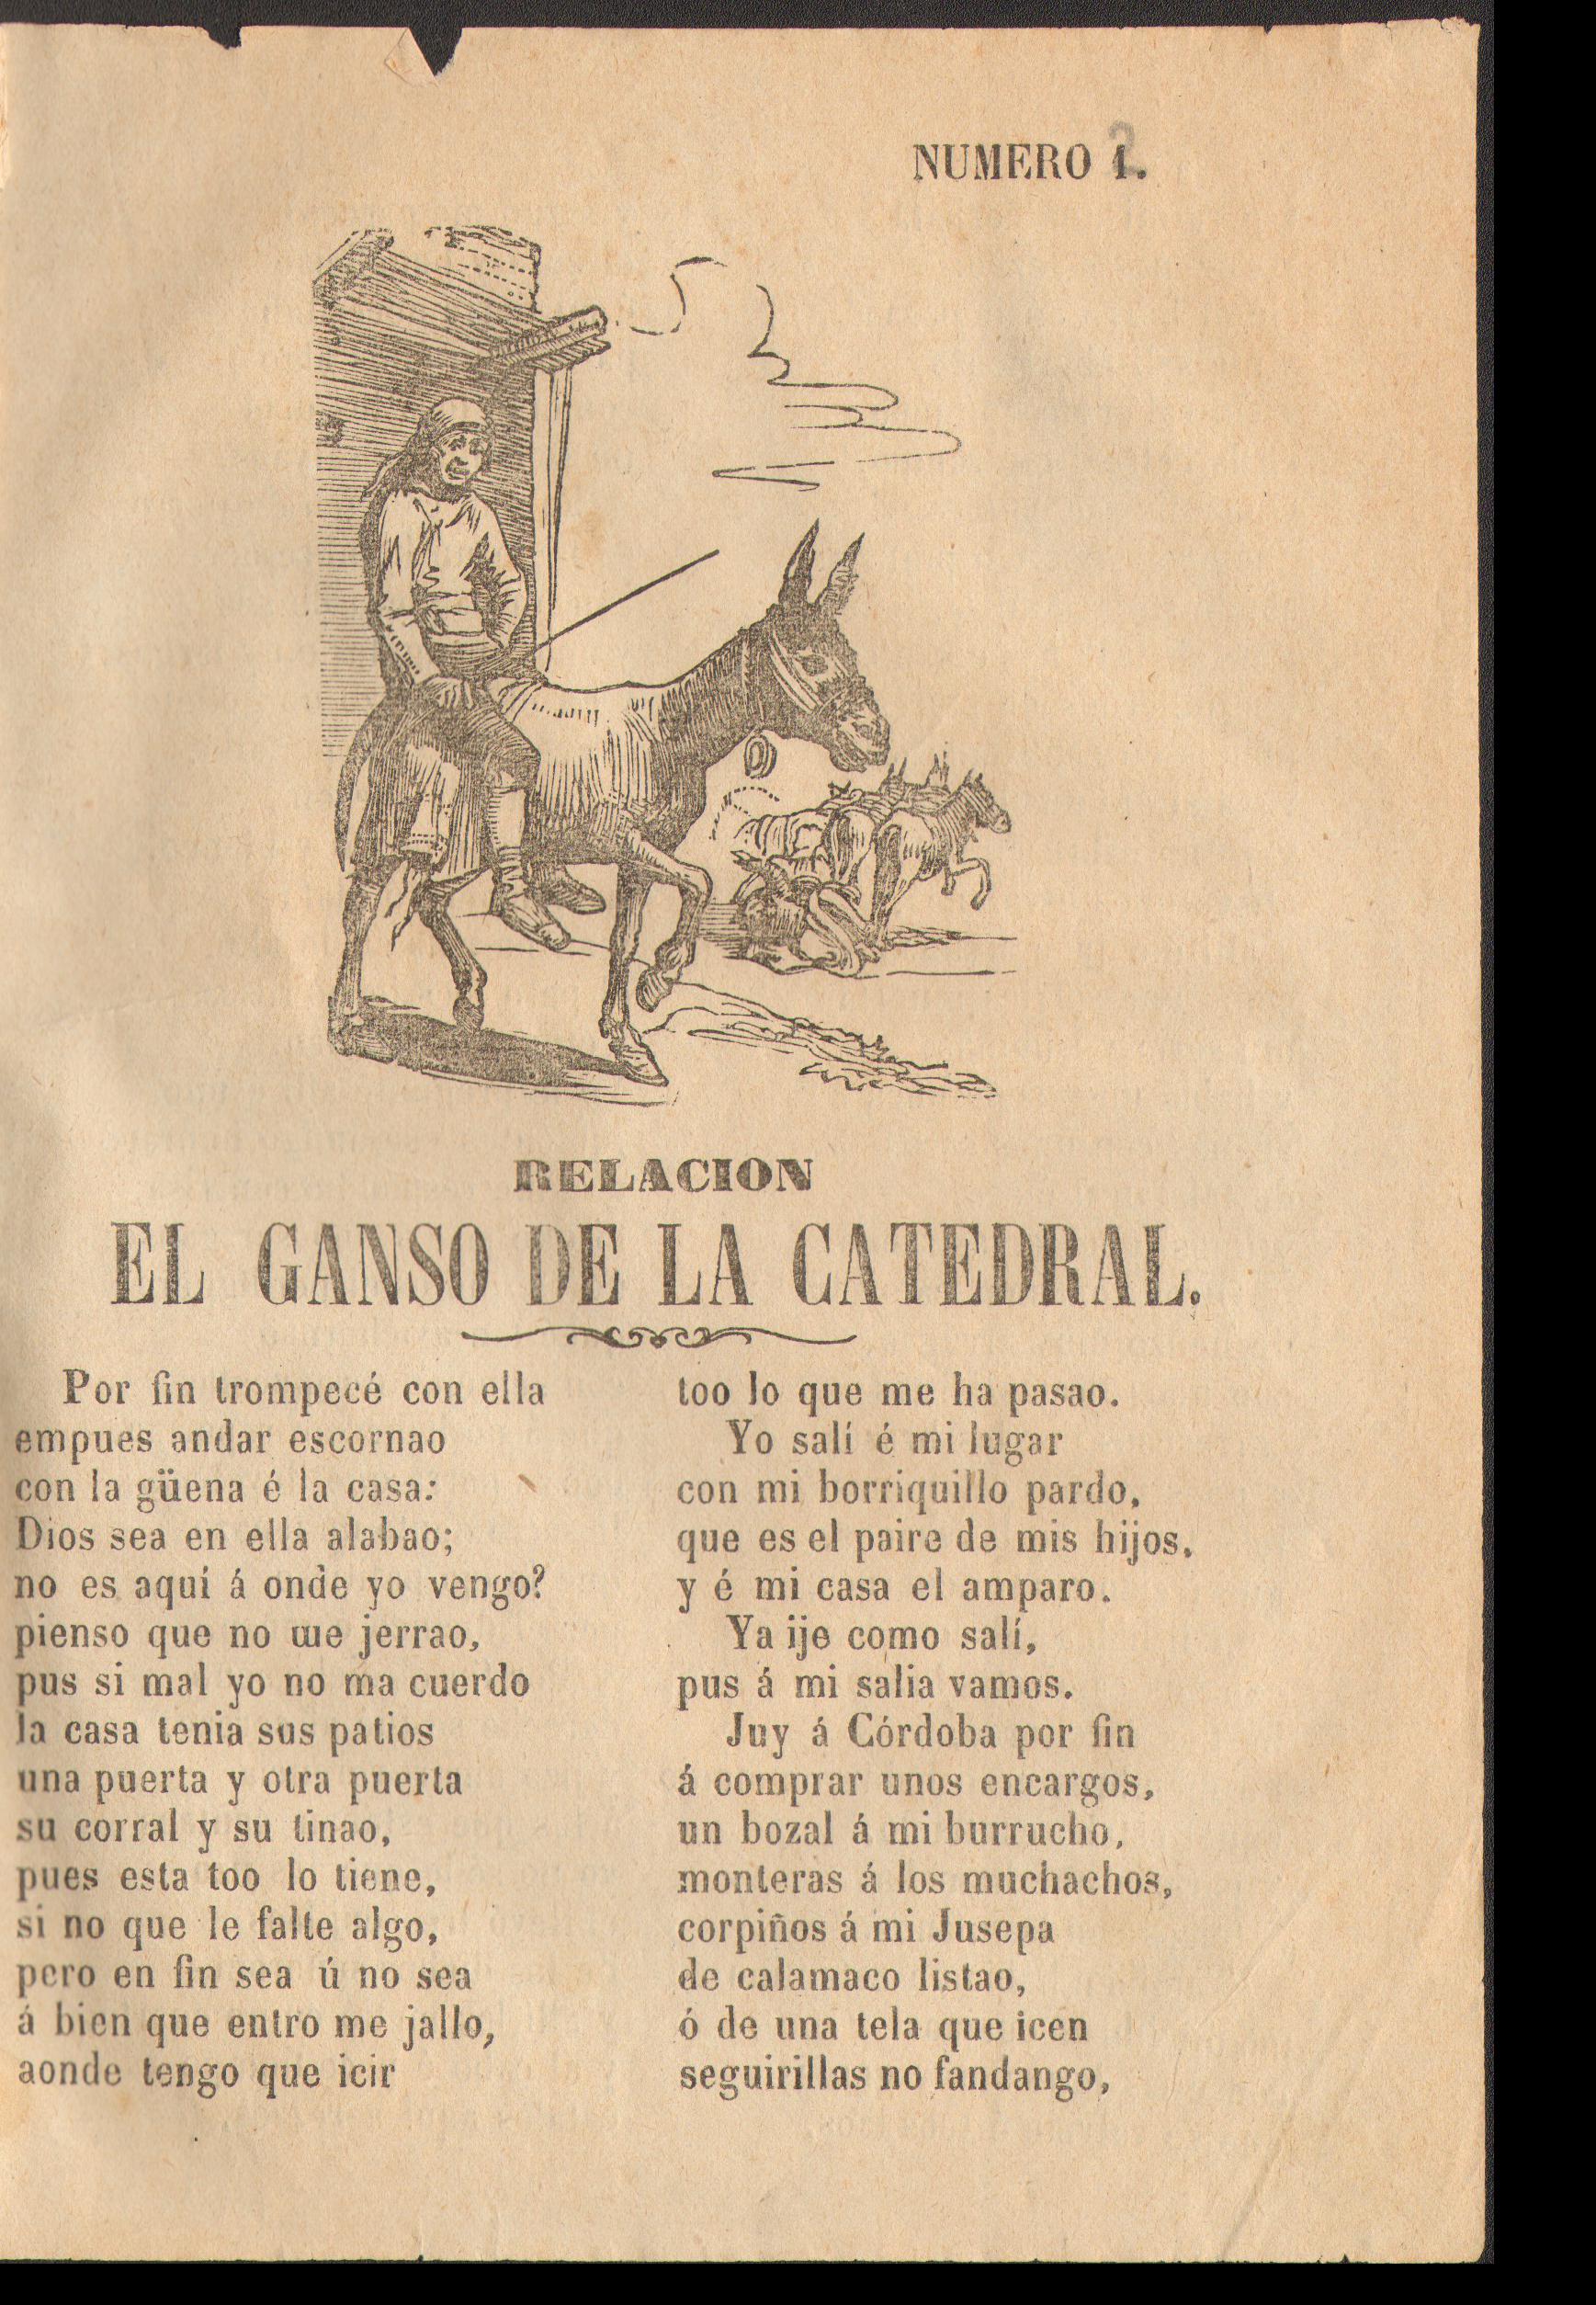 NUMERO 1.
RELACION
EL GANSO DE LA CATEDRAL.
Por fin trompecé con ella
empues andar escornao
con la güena é la casa:
Dios sea en ella alabao;
no es aquí á onde yo vengo?
pienso que no me jerrao,
pus si mal yo no ma cuerdo
la casa tenia sus patios
una puerta y otra puerta
su corral y su tinao,
pues esta too lo tiene,
si no que le falte algo,
pero en fin sea ú no sea
á bien que entro me jallo,
aonde tengo que icir
too lo que me ha pasao.
Yo salí é mi lugar
con mi borriquillo pardo,
que es el paire de mis hijos,
y é mi casa el amparo.
Ya ije como salí,
pus á mi salia vamos.
Juy á Córdoba por fin
á comprar unos encargos,
un bozal á mi burrucho,
monteras á los muchachos,
corpiños á mi Jusepa
de calamaco listao,
ó de una tela que icen
seguirillas no fandango,